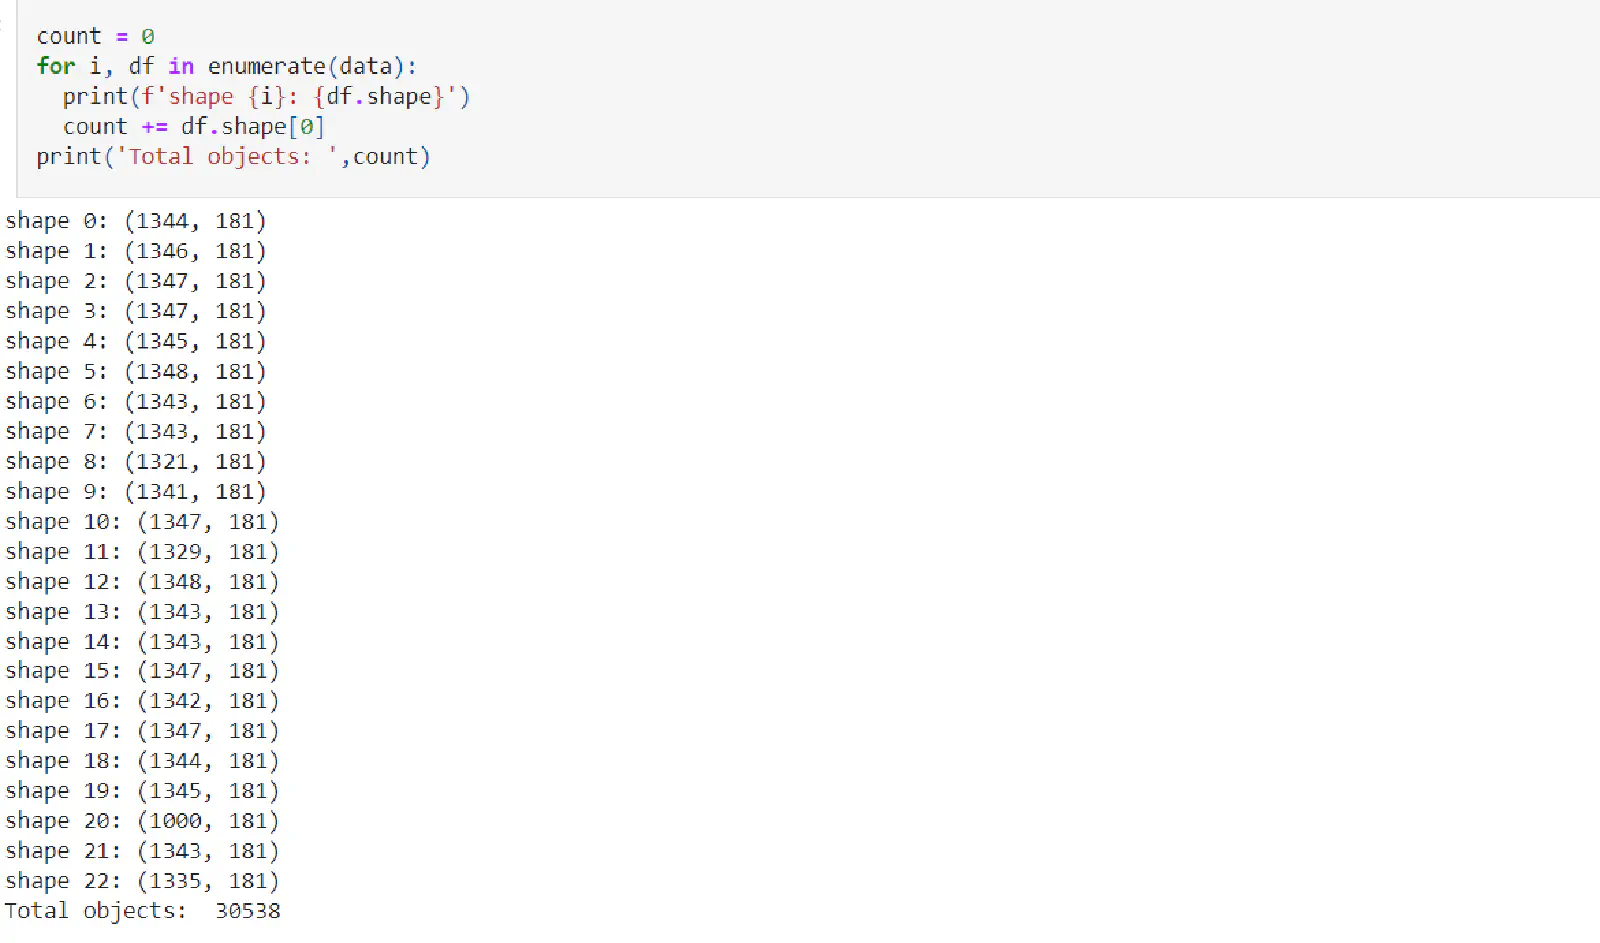 count = 0
for i, df in enumerate(data):
  print(f'shape {i}: {df.shape}')
  count += df.shape[0]
print('Total objects: ',count)
shape 0: (1344, 181)
shape 1: (1346, 181)
shape 2: (1347, 181)
shape 3: (1347, 181)
shape 4: (1345, 181)
shape 5: (1348, 181)
shape 6: (1343, 181)
shape 7: (1343, 181)
shape 8: (1321, 181)
shape 9: (1341, 181)
shape 10: (1347, 181)
shape 11: (1329, 181)
shape 12: (1348, 181)
shape 13: (1343, 181)
shape 14: (1343, 181)
shape 15: (1347, 181)
shape 16: (1342, 181)
shape 17: (1347, 181)
shape 18: (1344, 181)
shape 19: (1345, 181)
shape 20: (1000, 181)
shape 21: (1343, 181)
shape 22: (1335, 181)
Total objects:  30538